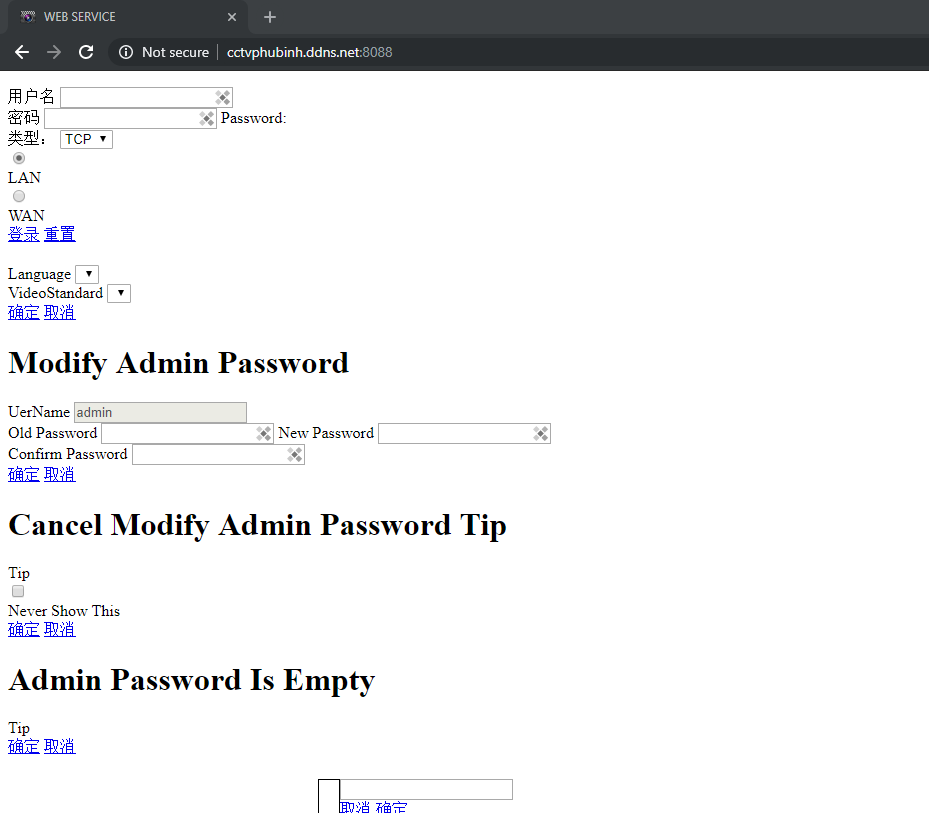 WEB SERVICE
Not secure cctvphubinh.ddns.net:8088
用户名
密码 Password:
类型： TCP
LAN
WAN
登录 重置
Language
VideoStandard
确定 取消
Modify Admin Password
UerName admin
Old Password New Password
Confirm Password
确定 取消
Cancel Modify Admin Password Tip
Tip
Never Show This
确定 取消
Admin Password Is Empty
Tip
确定 取消
取消 确定